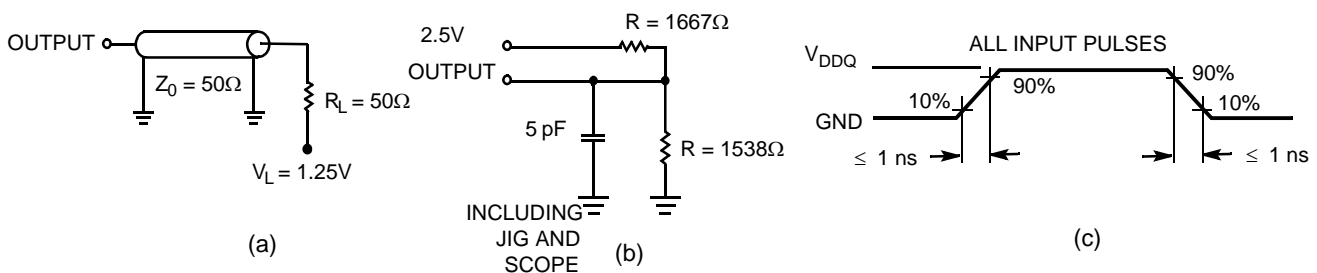 OUTPUT
Z0 = 50Ω
RL = 50Ω
VL = 1.25V
(a)
R = 1667Ω
2.5V
OUTPUT
5 pF
R = 1538Ω
INCLUDING
JIG AND
SCOPE
(b)
ALL INPUT PULSES
VDDQ
90%
90%
10%
10%
GND
≤ 1 ns
≤ 1 ns
(c)